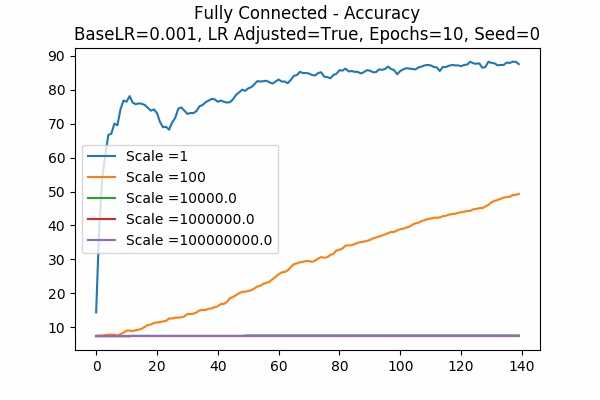 Fully Connected - Accuracy
BaseLR=0.001, LR Adjusted=True, Epochs=10, Seed=0
90
80
70
60
50
40
30
20
10
Scale =1
Scale =100
Scale =10000.0
Scale =1000000.0
Scale =100000000.0
0 20 40 60 80 100 120 140